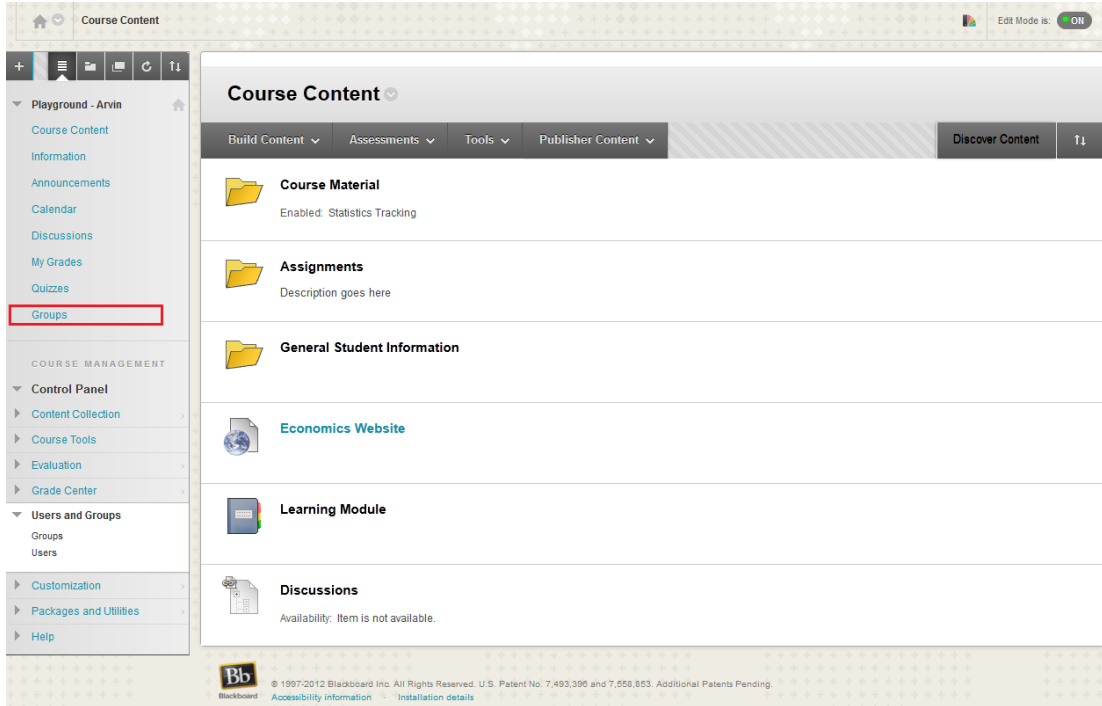 Course Content
Edit Mode is: ON
Playground - Arvin
Course Content
Information
Announcements
Calendar
Discussions
My Grades
Quizzes
Groups
COURSE MANAGEMENT
Control Panel
Content Collection
Course Tools
Evaluation
Grade Center
Users and Groups
Groups
Users
Customization
Packages and Utilities
Help
Course Content
Build Content Assessments Tools Publisher Content Discover Content
Course Material
Enabled: Statistics Tracking
Assignments
Description goes here
General Student Information
Economics Website
Learning Module
Discussions
Availability: Item is not available.
Bb
Blackboard
© 1997-2012 Blackboard Inc. All Rights Reserved. U.S. Patent No. 7,493,396 and 7,558,853. Additional Patents Pending.
Accessibility information - Installation details